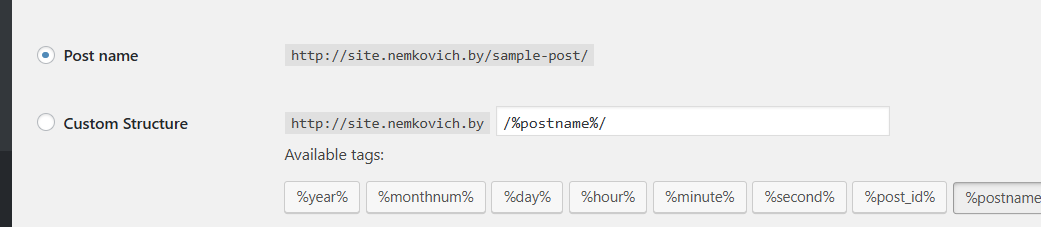 Post name http://site.nemkovich.by/sample-post/
Custom Structure http://site.nemkovich.by /%postname%/
Available tags:
%year% %monthnum% %day% %hour% %minute% %second% %post_id% %postname